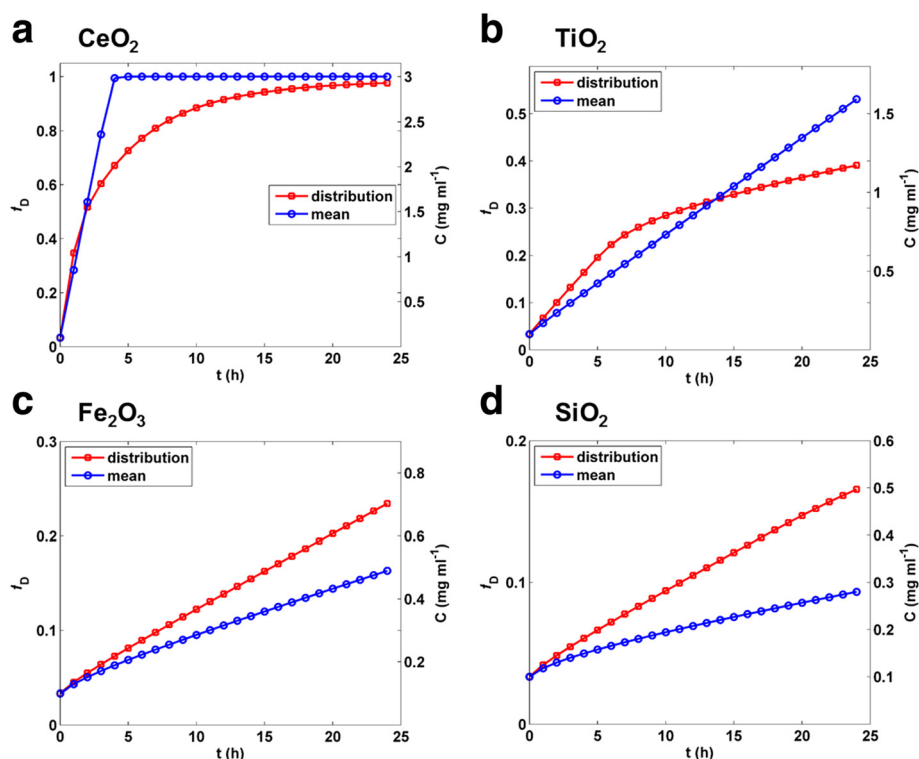 a CeO₂
1
0.8
0.6
0.4
0.2
0
f_D
0 5 10 15 20 25
t (h)
3
2.5
2
1.5
1
0.5
C (mg ml⁻¹)
distribution
mean
b TiO₂
0.5
0.4
0.3
0.2
0.1
0
f_D
0 5 10 15 20 25
t (h)
1.5
1
0.5
C (mg ml⁻¹)
distribution
mean
c Fe₂O₃
0.3
0.2
0.1
0
f_D
0 5 10 15 20 25
t (h)
0.8
0.6
0.4
0.2
C (mg ml⁻¹)
distribution
mean
d SiO₂
0.2
0.1
0
f_D
0 5 10 15 20 25
t (h)
0.6
0.5
0.4
0.3
0.2
0.1
C (mg ml⁻¹)
distribution
mean